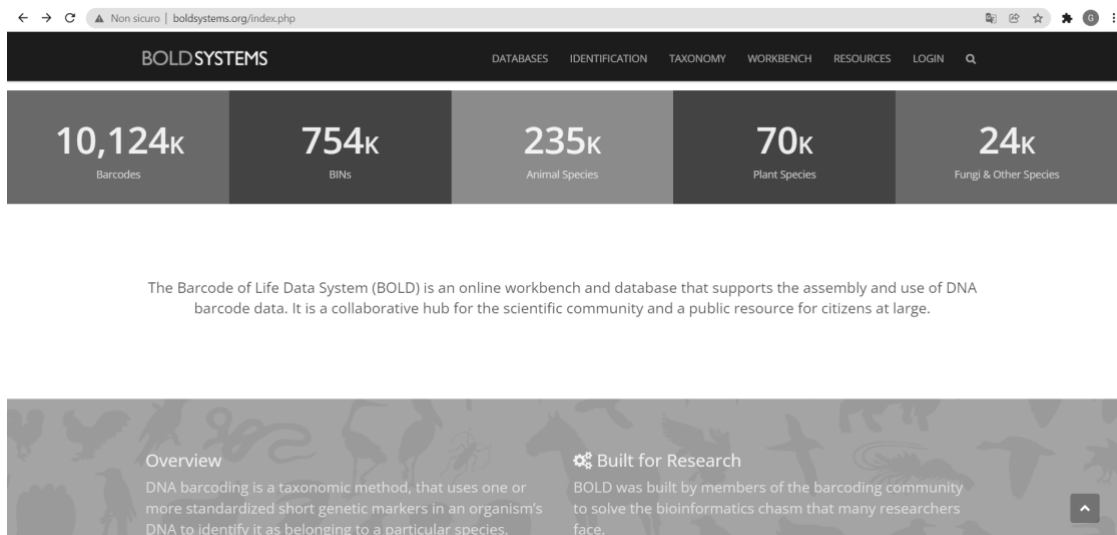 Non sicuro | boldsystems.org/index.php
G
BOLDSYSTEMS
DATABASES IDENTIFICATION TAXONOMY WORKBENCH RESOURCES LOGIN
10,124K
Barcodes
754K
BINs
235K
Animal Species
70K
Plant Species
24K
Fungi & Other Species
The Barcode of Life Data System (BOLD) is an online workbench and database that supports the assembly and use of DNA
barcode data. It is a collaborative hub for the scientific community and a public resource for citizens at large.
Overview
DNA barcoding is a taxonomic method, that uses one or
more standardized short genetic markers in an organism's
DNA to identify it as belonging to a particular species.
Built for Research
BOLD was built by members of the barcoding community
to solve the bioinformatics chasm that many researchers
face.